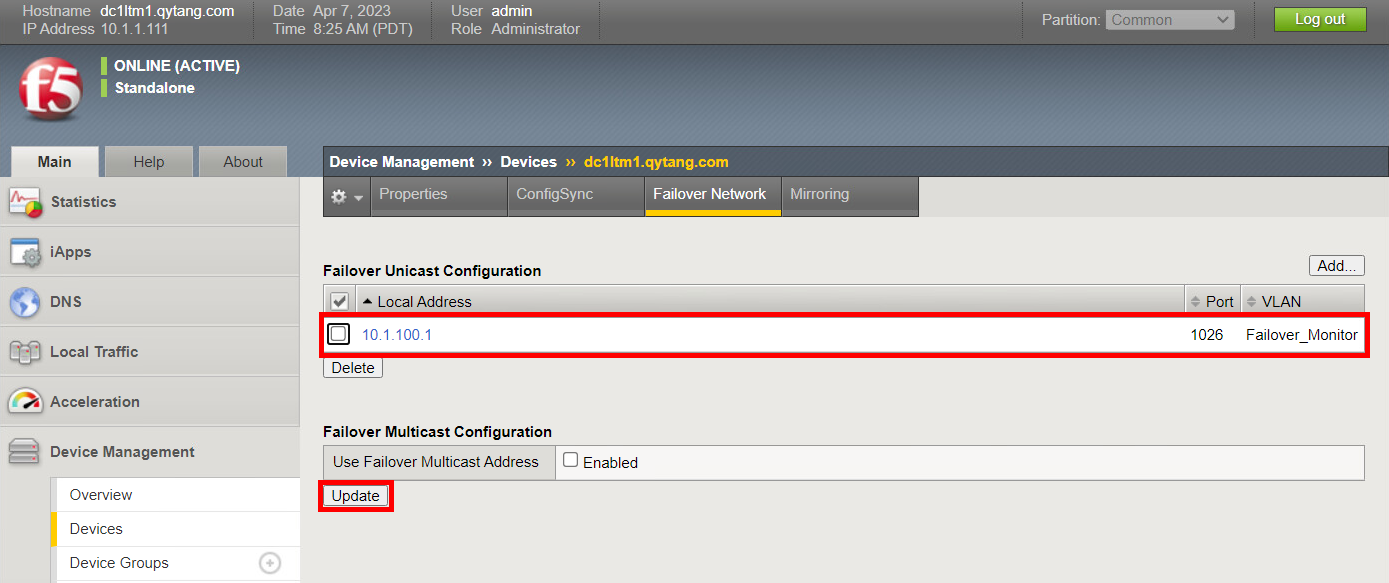 Hostname dc1ltm1.qytang.com Date Apr 7, 2023 User admin
IP Address 10.1.1.111 Time 8:25 AM (PDT) Role Administrator
Partition: Common Log out
f5
ONLINE (ACTIVE)
Standalone
Main Help About
Device Management ›› Devices ›› dc1ltm1.qytang.com
Properties ConfigSync Failover Network Mirroring
Statistics
iApps
DNS
Local Traffic
Acceleration
Device Management
Overview
Devices
Device Groups
Failover Unicast Configuration Add...
Local Address Port VLAN
10.1.100.1 1026 Failover_Monitor
Delete
Failover Multicast Configuration
Use Failover Multicast Address Enabled
Update